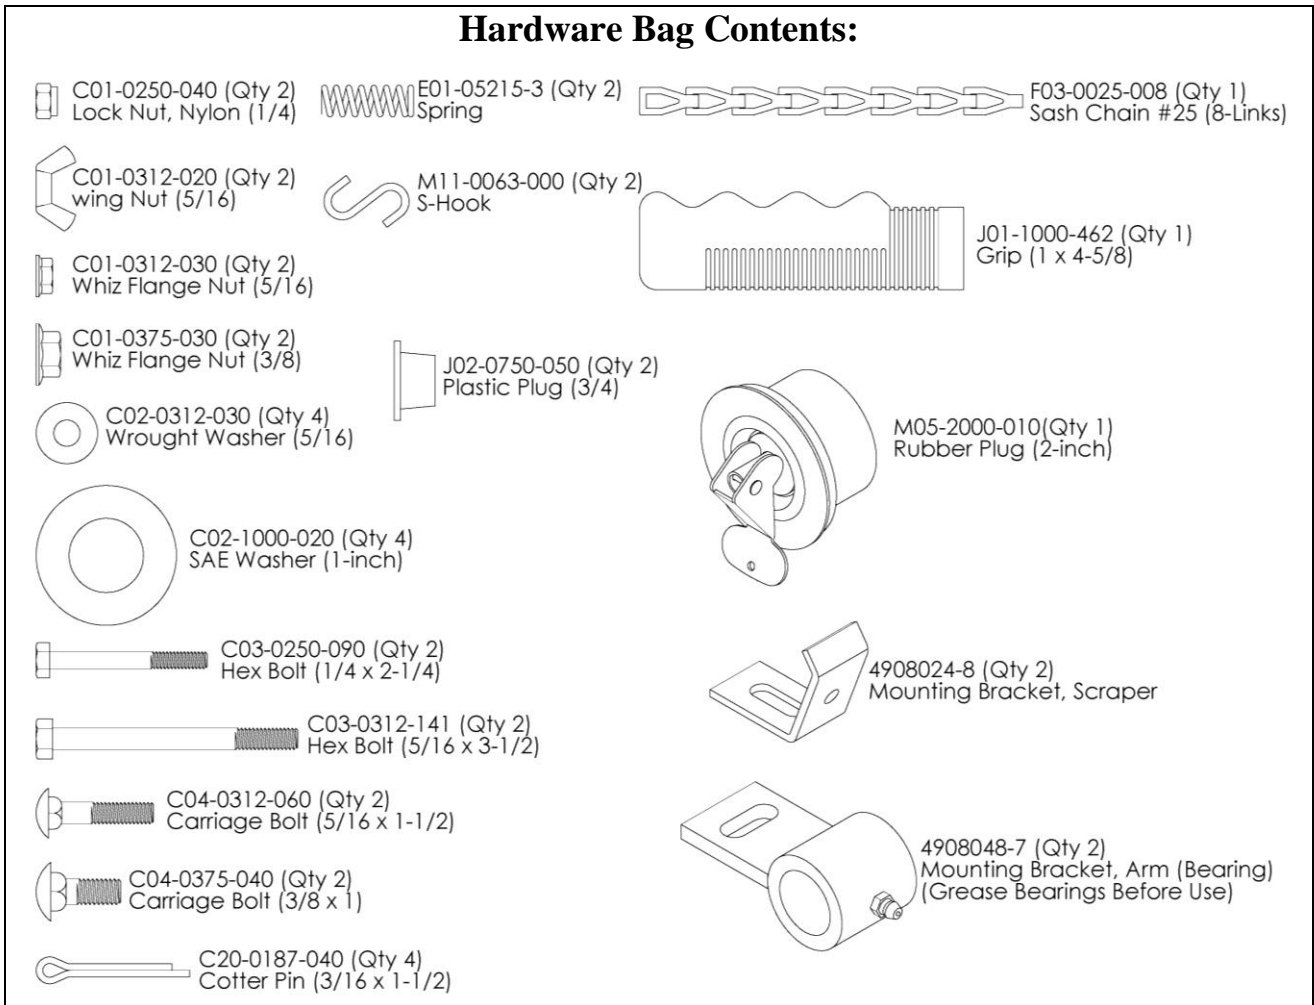 Hardware Bag Contents:
C01-0250-040 (Qty 2)
Lock Nut, Nylon (1/4)
C01-0312-020 (Qty 2)
wing Nut (5/16)
C01-0312-030 (Qty 2)
Whiz Flange Nut (5/16)
C01-0375-030 (Qty 2)
Whiz Flange Nut (3/8)
C02-0312-030 (Qty 4)
Wrought Washer (5/16)
C02-1000-020 (Qty 4)
SAE Washer (1-inch)
C03-0250-090 (Qty 2)
Hex Bolt (1/4 x 2-1/4)
C03-0312-141 (Qty 2)
Hex Bolt (5/16 x 3-1/2)
C04-0312-060 (Qty 2)
Carriage Bolt (5/16 x 1-1/2)
C04-0375-040 (Qty 2)
Carriage Bolt (3/8 x 1)
C20-0187-040 (Qty 4)
Cotter Pin (3/16 x 1-1/2)
E01-05215-3 (Qty 2)
Spring
M11-0063-000 (Qty 2)
S-Hook
J02-0750-050 (Qty 2)
Plastic Plug (3/4)
F03-0025-008 (Qty 1)
Sash Chain #25 (8-Links)
J01-1000-462 (Qty 1)
Grip (1 x 4-5/8)
M05-2000-010(Qty 1)
Rubber Plug (2-inch)
4908024-8 (Qty 2)
Mounting Bracket, Scraper
4908048-7 (Qty 2)
Mounting Bracket, Arm (Bearing)
(Grease Bearings Before Use)